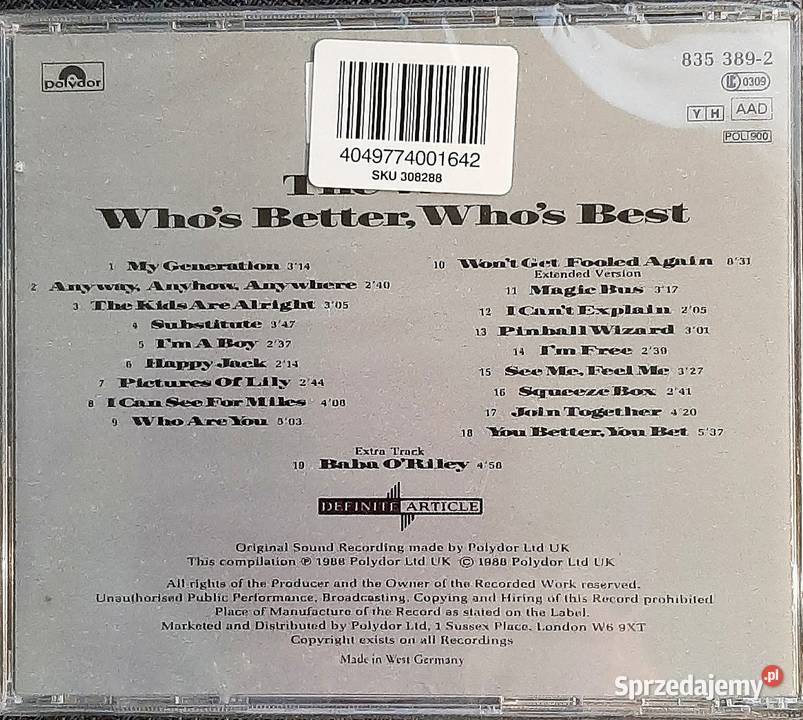 polydor
4049774001642
SKU 308288
835 389-2
LC 0309
Y H
AAD
POL 900
The
Who's Better, Who's Best
1 My Generation 3'14
2 Anyway, Anyhow, Anywhere 2'40
3 The Kids Are Alright 3'05
4 Substitute 3'47
5 I'm A Boy 2'37
6 Happy Jack 2'14
7 Pictures Of Lily 2'44
8 I Can See For Miles 4'06
9 Who Are You 5'03
10 Won't Get Fooled Again 8'31
Extended Version
11 Magic Bus 3'17
12 I Can't Explain 2'05
13 Pinball Wizard 3'01
14 I'm Free 2'39
15 See Me, Feel Me 3'27
16 Squeeze Box 2'41
17 Join Together 4'20
18 You Better, You Bet 5'37
Extra Track
19 Baba O'Riley 4'58
DEFINITE ARTICLE
Original Sound Recording made by Polydor Ltd UK
This compilation ℗ 1988 Polydor Ltd UK © 1988 Polydor Ltd UK
All rights of the Producer and the Owner of the Recorded Work reserved.
Unauthorised Public Performance, Broadcasting, Copying and Hiring of this Record prohibited
Place of Manufacture of the Record as stated on the Label.
Marketed and Distributed by Polydor Ltd, 1 Sussex Place, London W6 9XT
Copyright exists on all Recordings
Made in West Germany
Sprzedajemy.pl